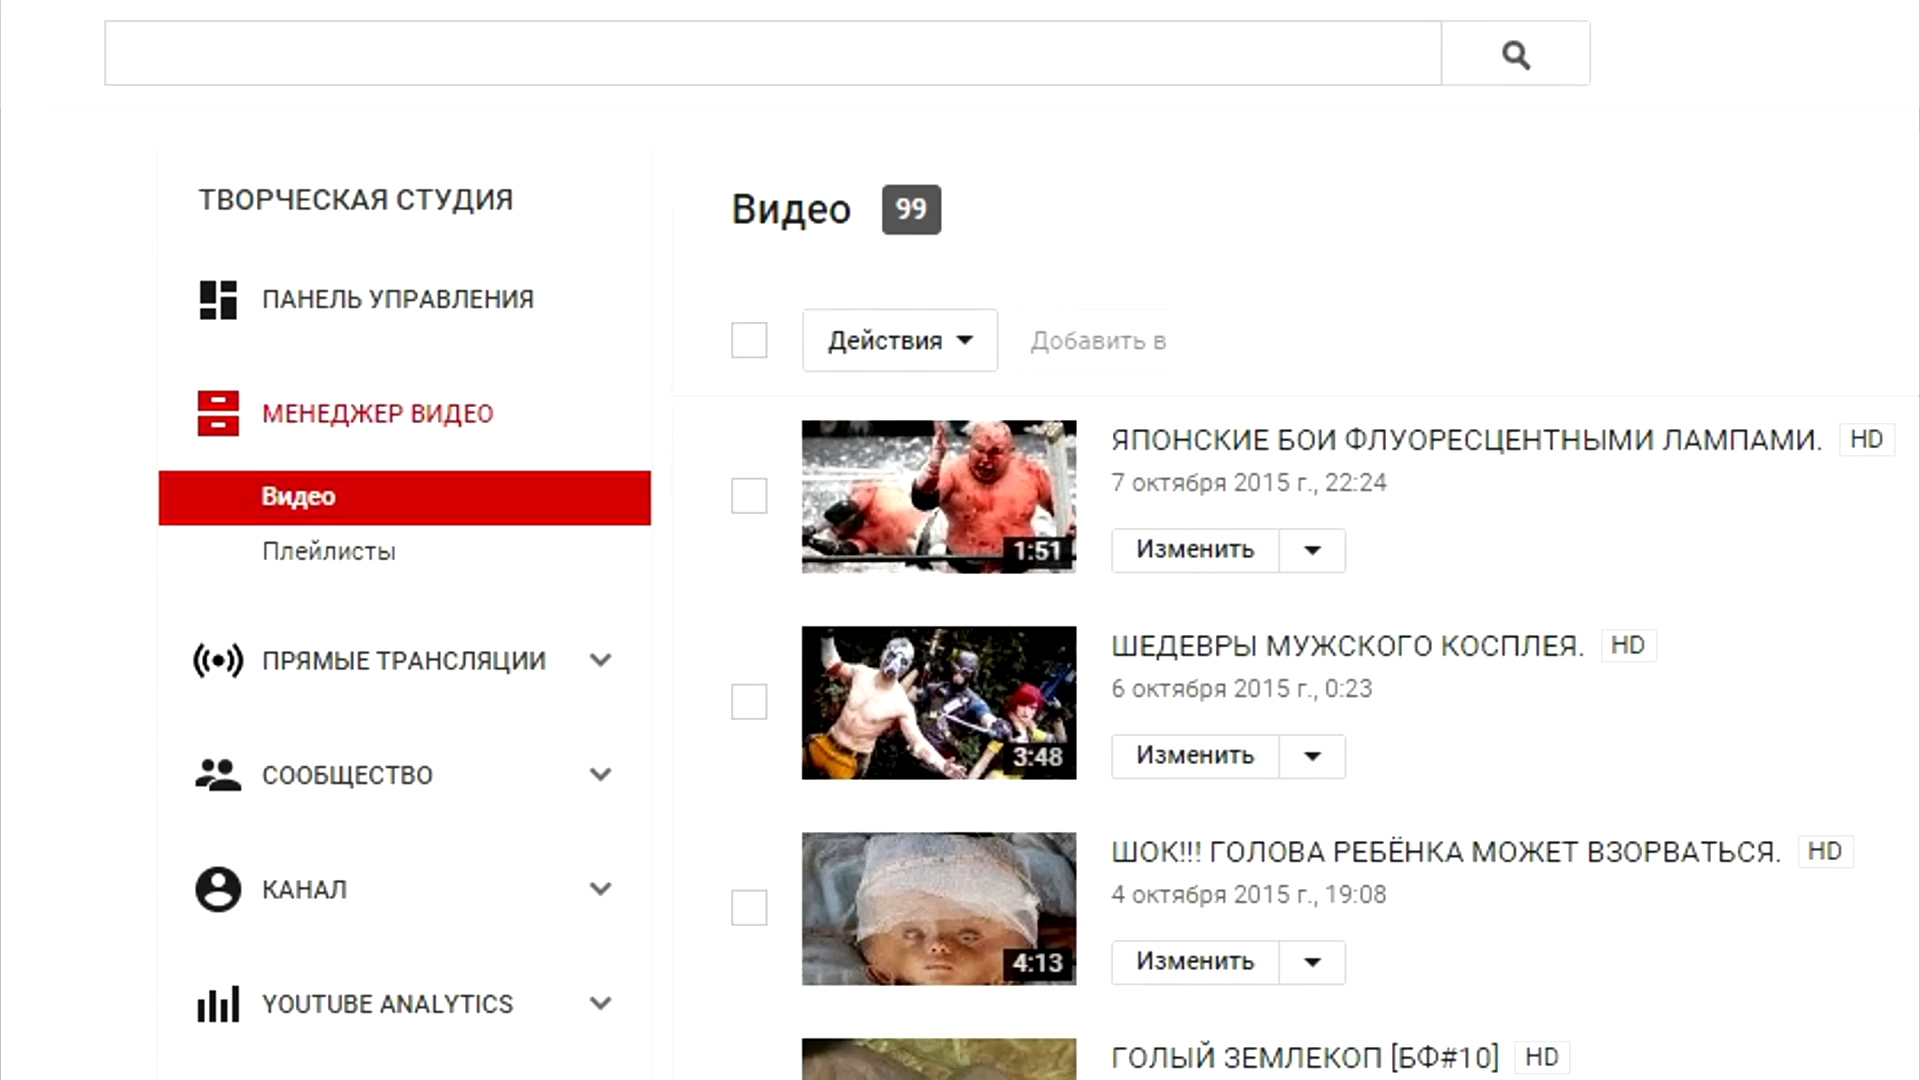 ТВОРЧЕСКАЯ СТУДИЯ
ПАНЕЛЬ УПРАВЛЕНИЯ
МЕНЕДЖЕР ВИДЕО
Видео
Плейлисты
ПРЯМЫЕ ТРАНСЛЯЦИИ
СООБЩЕСТВО
КАНАЛ
YOUTUBE ANALYTICS
Видео 99
Действия Добавить в
ЯПОНСКИЕ БОИ ФЛУОРЕСЦЕНТНЫМИ ЛАМПАМИ. HD
7 октября 2015 г., 22:24
1:51
Изменить
ШЕДЕВРЫ МУЖСКОГО КОСПЛЕЯ. HD
6 октября 2015 г., 0:23
3:48
Изменить
ШОК!!! ГОЛОВА РЕБЁНКА МОЖЕТ ВЗОРВАТЬСЯ. HD
4 октября 2015 г., 19:08
4:13
Изменить
ГОЛЫЙ ЗЕМЛЕКОП [БФ#10] HD